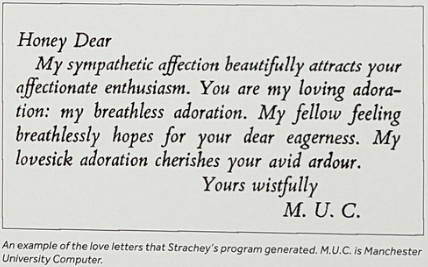 Honey Dear
My sympathetic affection beautifully attracts your
affectionate enthusiasm. You are my loving adora-
tion: my breathless adoration. My fellow feeling
breathlessly hopes for your dear eagerness. My
lovesick adoration cherishes your avid ardour.
Yours wistfully
M. U. C.
An example of the love letters that Strachey's program generated. M.U.C. is Manchester
University Computer.